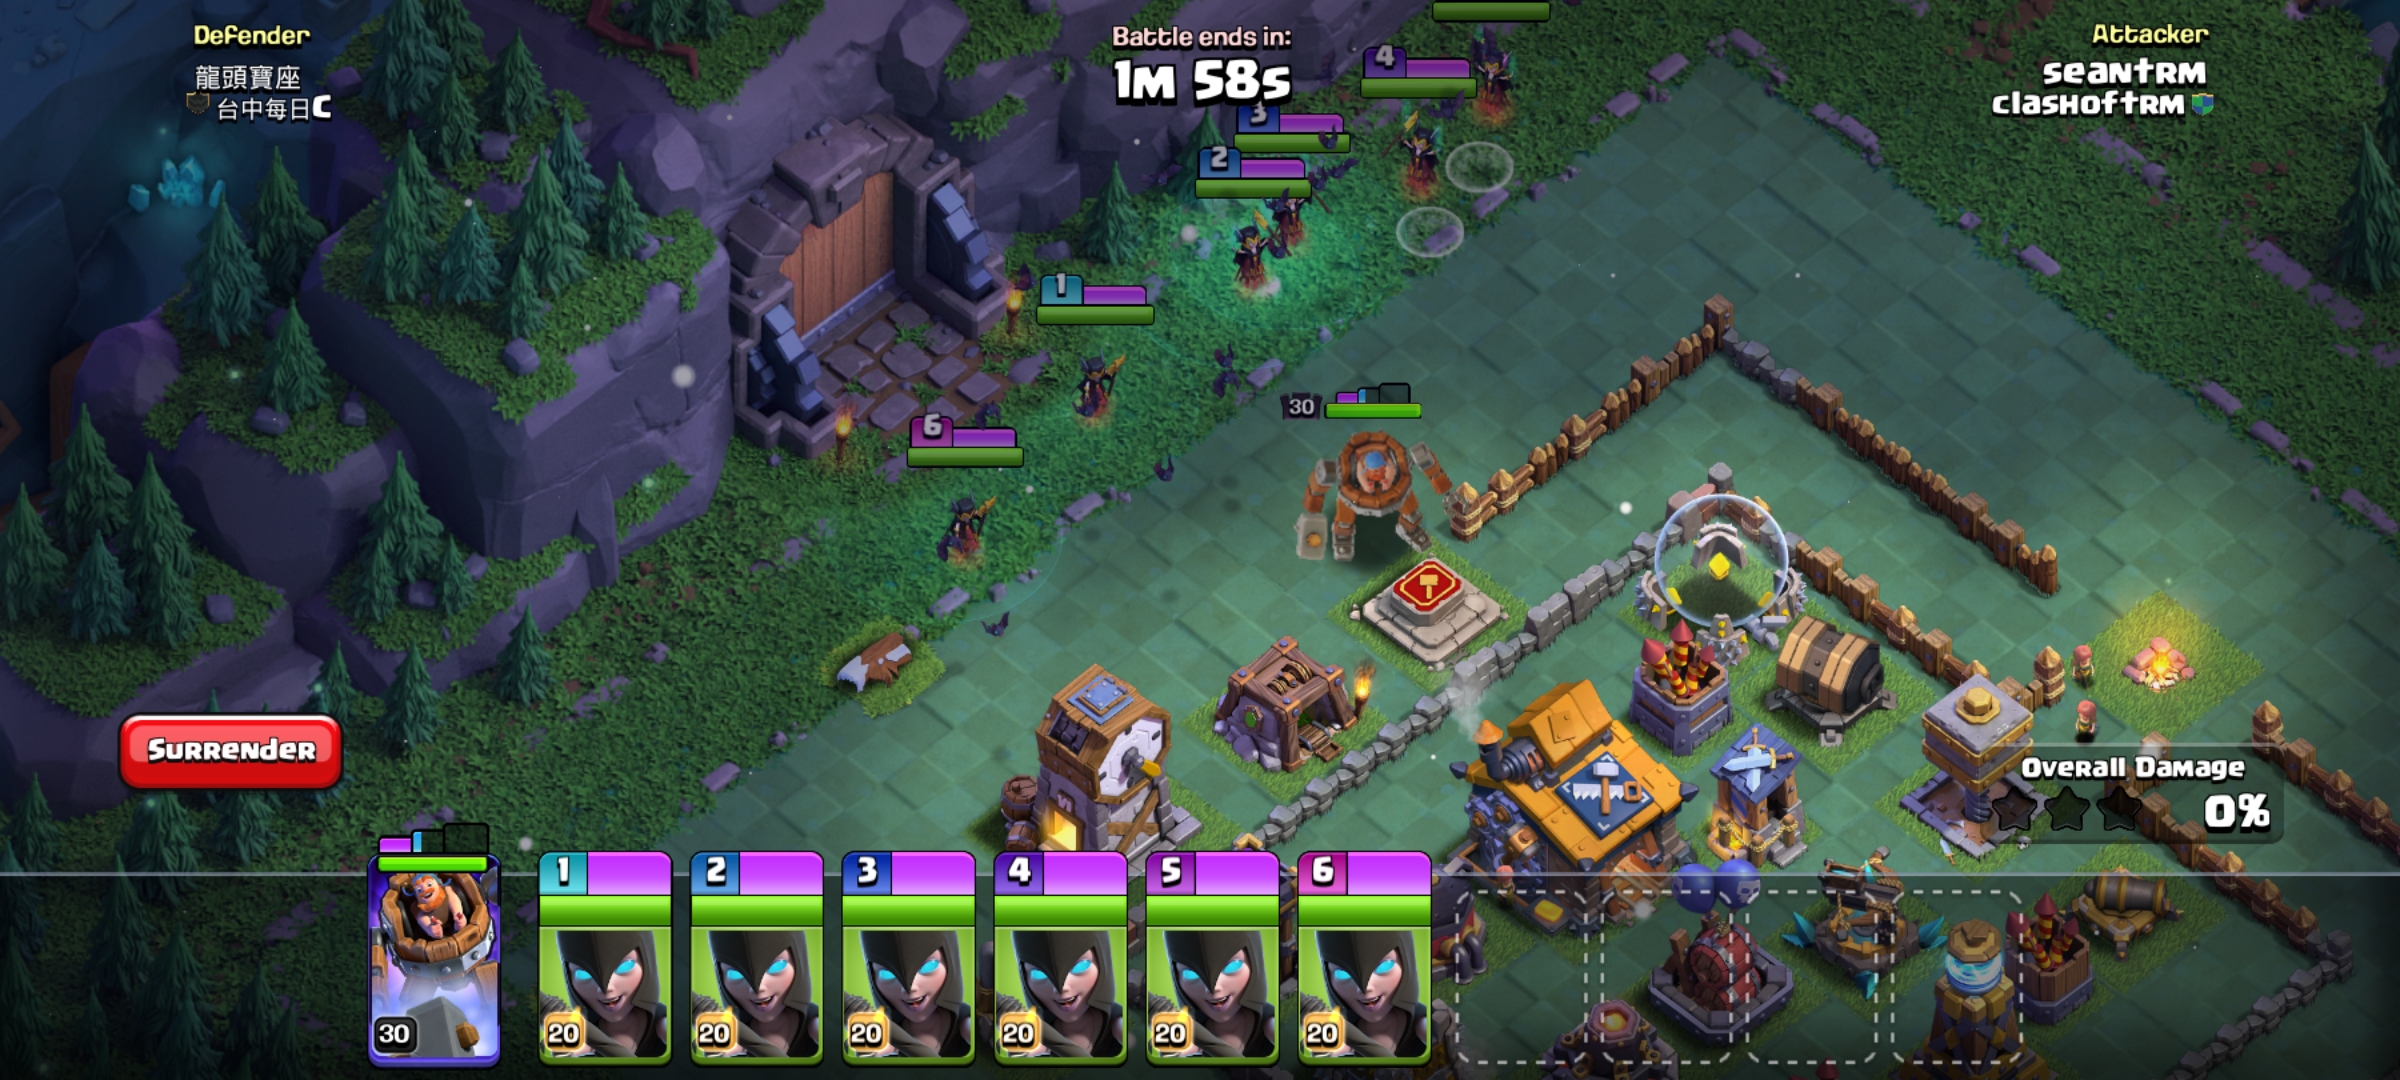 Defender
龍頭寶座
台中每日C
Battle ends in:
1M 58s
Attacker
seantRM
clashoftRM
4
3
2
1
6
30
Surrender
Overall Damage
0%
1
2
3
4
5
6
30
20
20
20
20
20
20